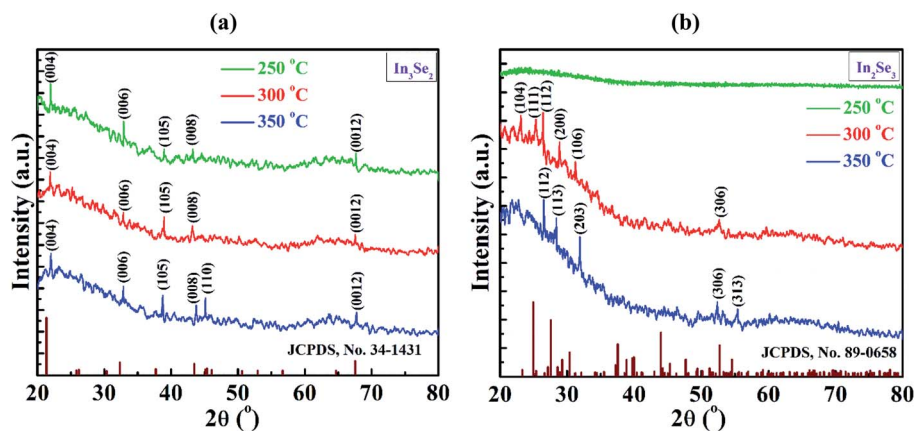 (a)
In₃Se₂
250 °C
300 °C
350 °C
(004)
(006)
(105)
(008)
(0012)
(004)
(006)
(105)
(008)
(0012)
(004)
(006)
(105)
(008)
(110)
(0012)
JCPDS, No. 34-1431
Intensity (a.u.)
20 30 40 50 60 70 80
2θ (°)
(b)
In₂Se₃
250 °C
300 °C
350 °C
(104)
(111)
(112)
(200)
(106)
(306)
(112)
(113)
(203)
(306)
(313)
JCPDS, No. 89-0658
Intensity (a.u.)
20 30 40 50 60 70 80
2θ (°)